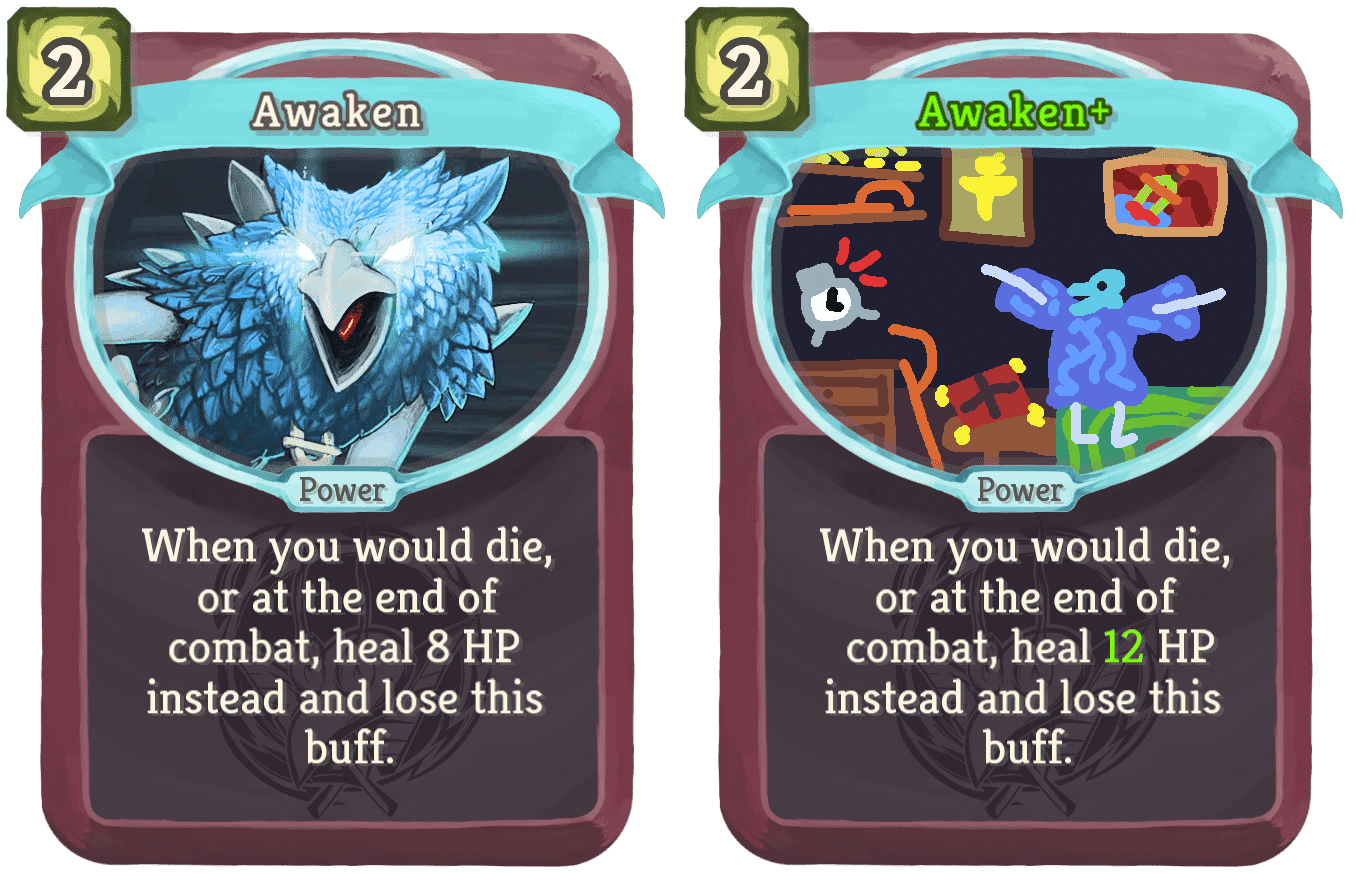 2
Awaken
Power
When you would die,
or at the end of
combat, heal 8 HP
instead and lose this
buff.
2
Awaken+
Power
When you would die,
or at the end of
combat, heal 12 HP
instead and lose this
buff.